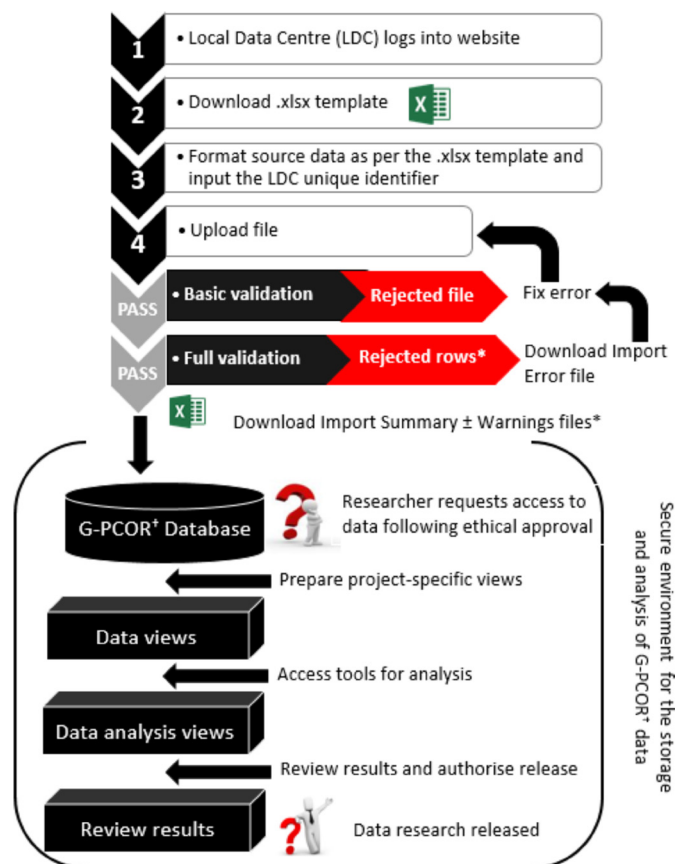 1
• Local Data Centre (LDC) logs into website
2
• Download .xlsx template
X
3
• Format source data as per the .xlsx template and
input the LDC unique identifier
4
• Upload file
PASS
• Basic validation
Rejected file
Fix error
PASS
• Full validation
Rejected rows*
Download Import
Error file
X
Download Import Summary ± Warnings files*
G-PCOR† Database
?
Researcher requests access to
data following ethical approval
Prepare project-specific views
Data views
Access tools for analysis
Data analysis views
Review results and authorise release
Review results
?
Data research released
Secure environment for the storage
and analysis of G-PCOR† data